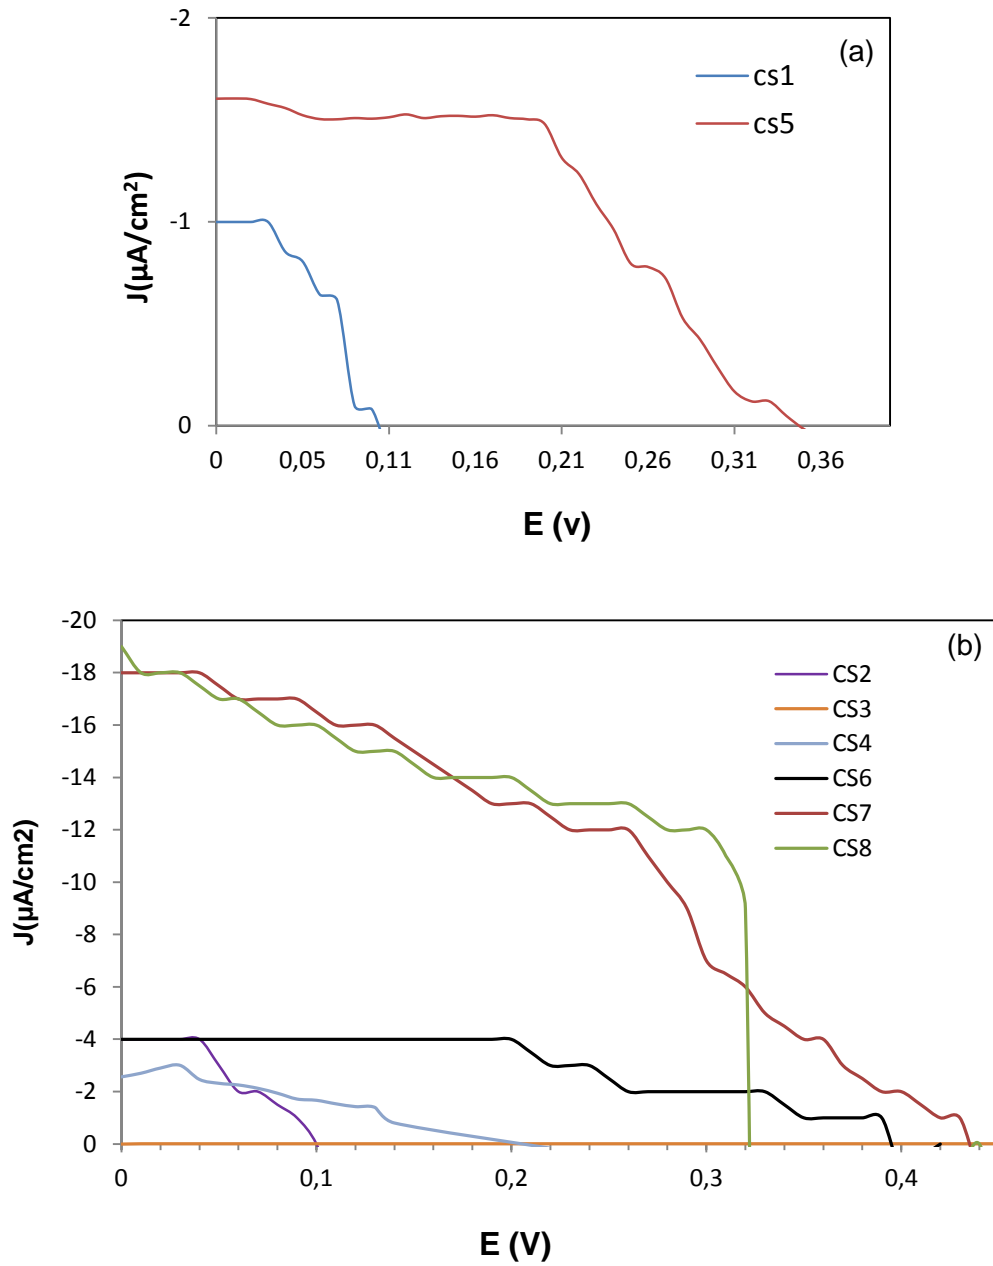 -2
(a)
cs1
cs5
-1
J(µA/cm²)
0
0 0,05 0,11 0,16 0,21 0,26 0,31 0,36
E (v)
-20
(b)
-18
CS2
CS3
-16
CS4
CS6
-14
CS7
CS8
-12
-10
J(µA/cm2)
-8
-6
-4
-2
0
0 0,1 0,2 0,3 0,4
E (V)